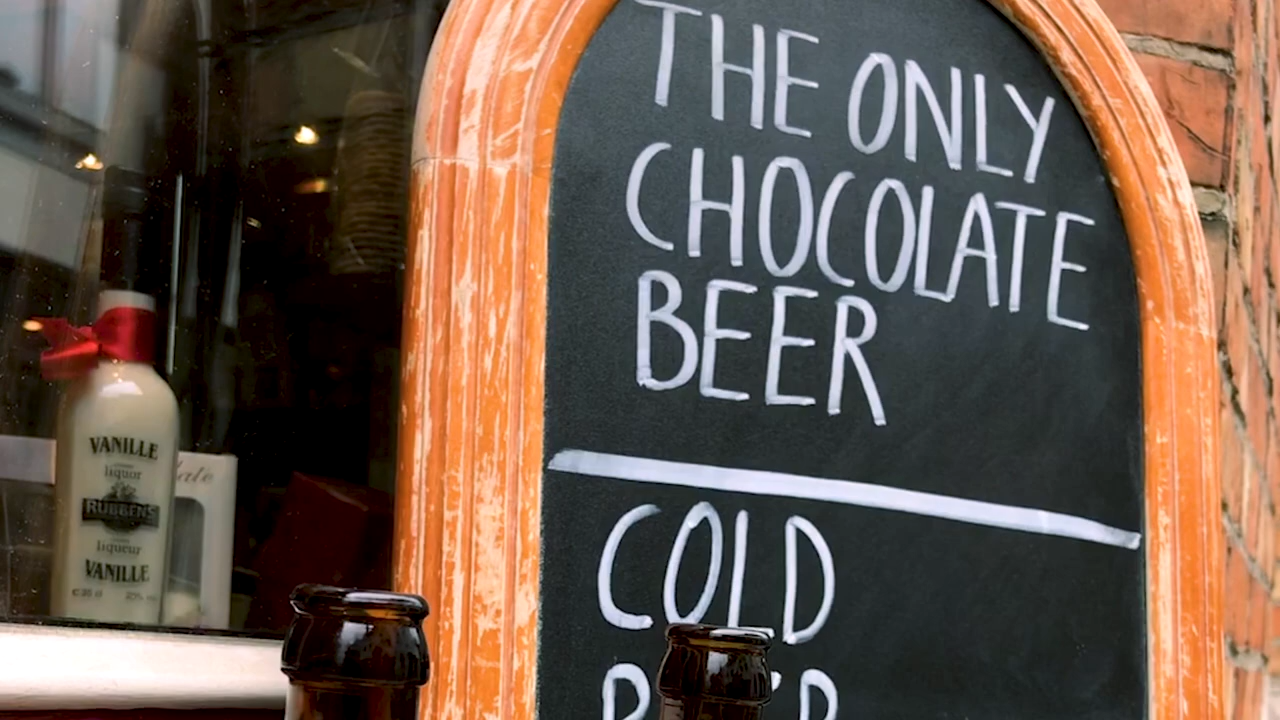 THE ONLY
CHOCOLATE
BEER
COLD
VANILLE
liquor
RUBBENS
liqueur
VANILLE